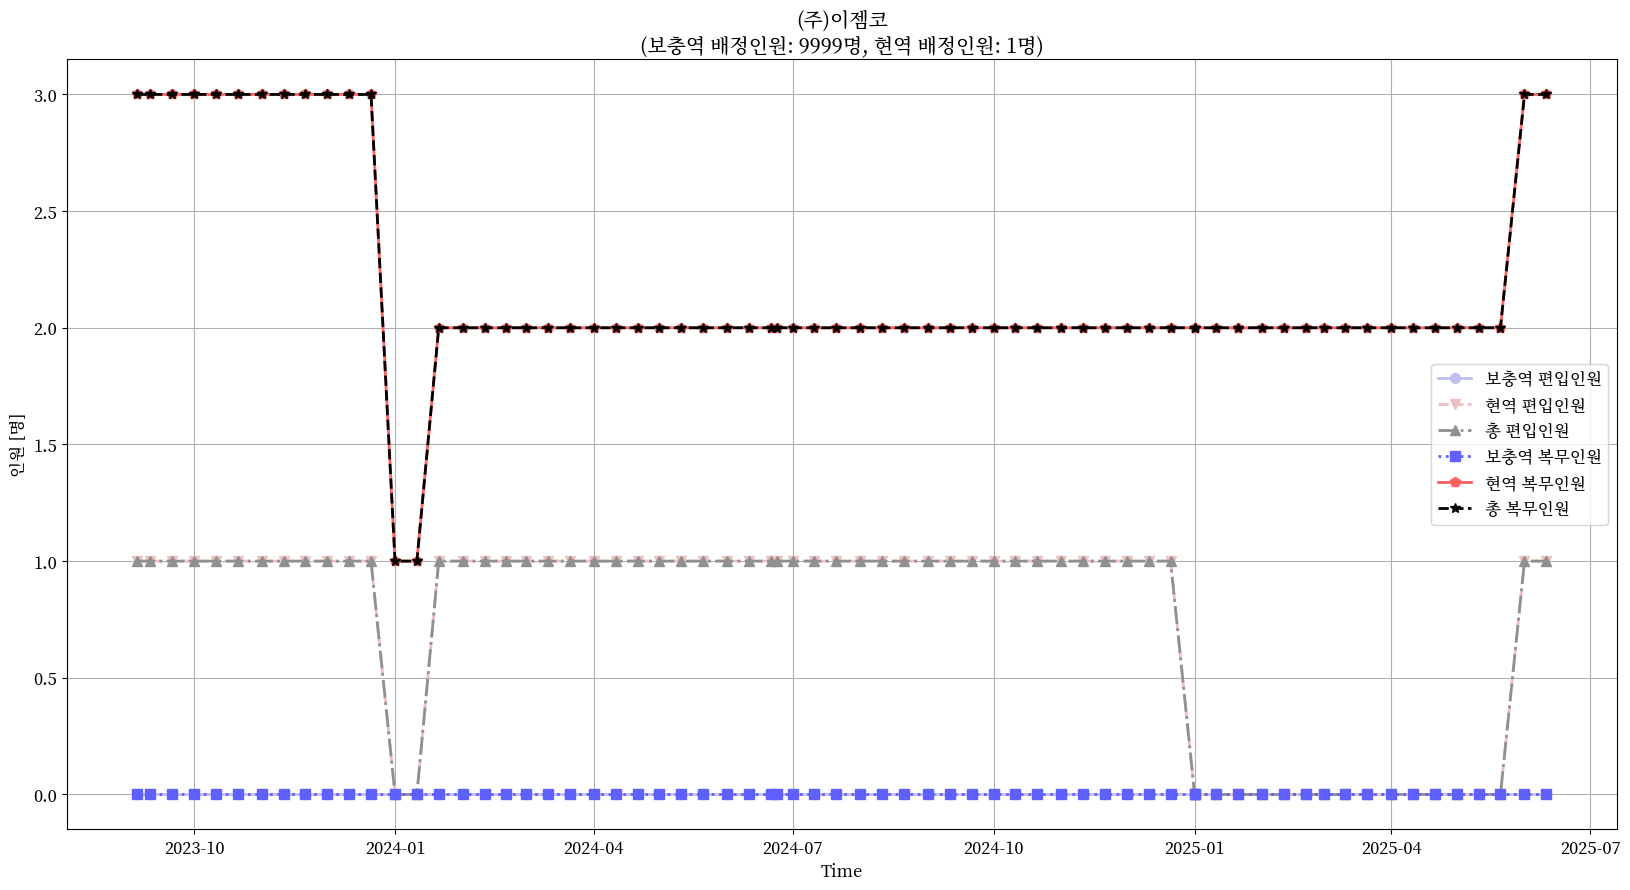 (주)이젬코
(보충역 배정인원: 9999명, 현역 배정인원: 1명)
인원 [명]
3.0
2.5
2.0
1.5
1.0
0.5
0.0
보충역 편입인원
현역 편입인원
총 편입인원
보충역 복무인원
현역 복무인원
총 복무인원
2023-10
2024-01
2024-04
2024-07
2024-10
2025-01
2025-04
2025-07
Time